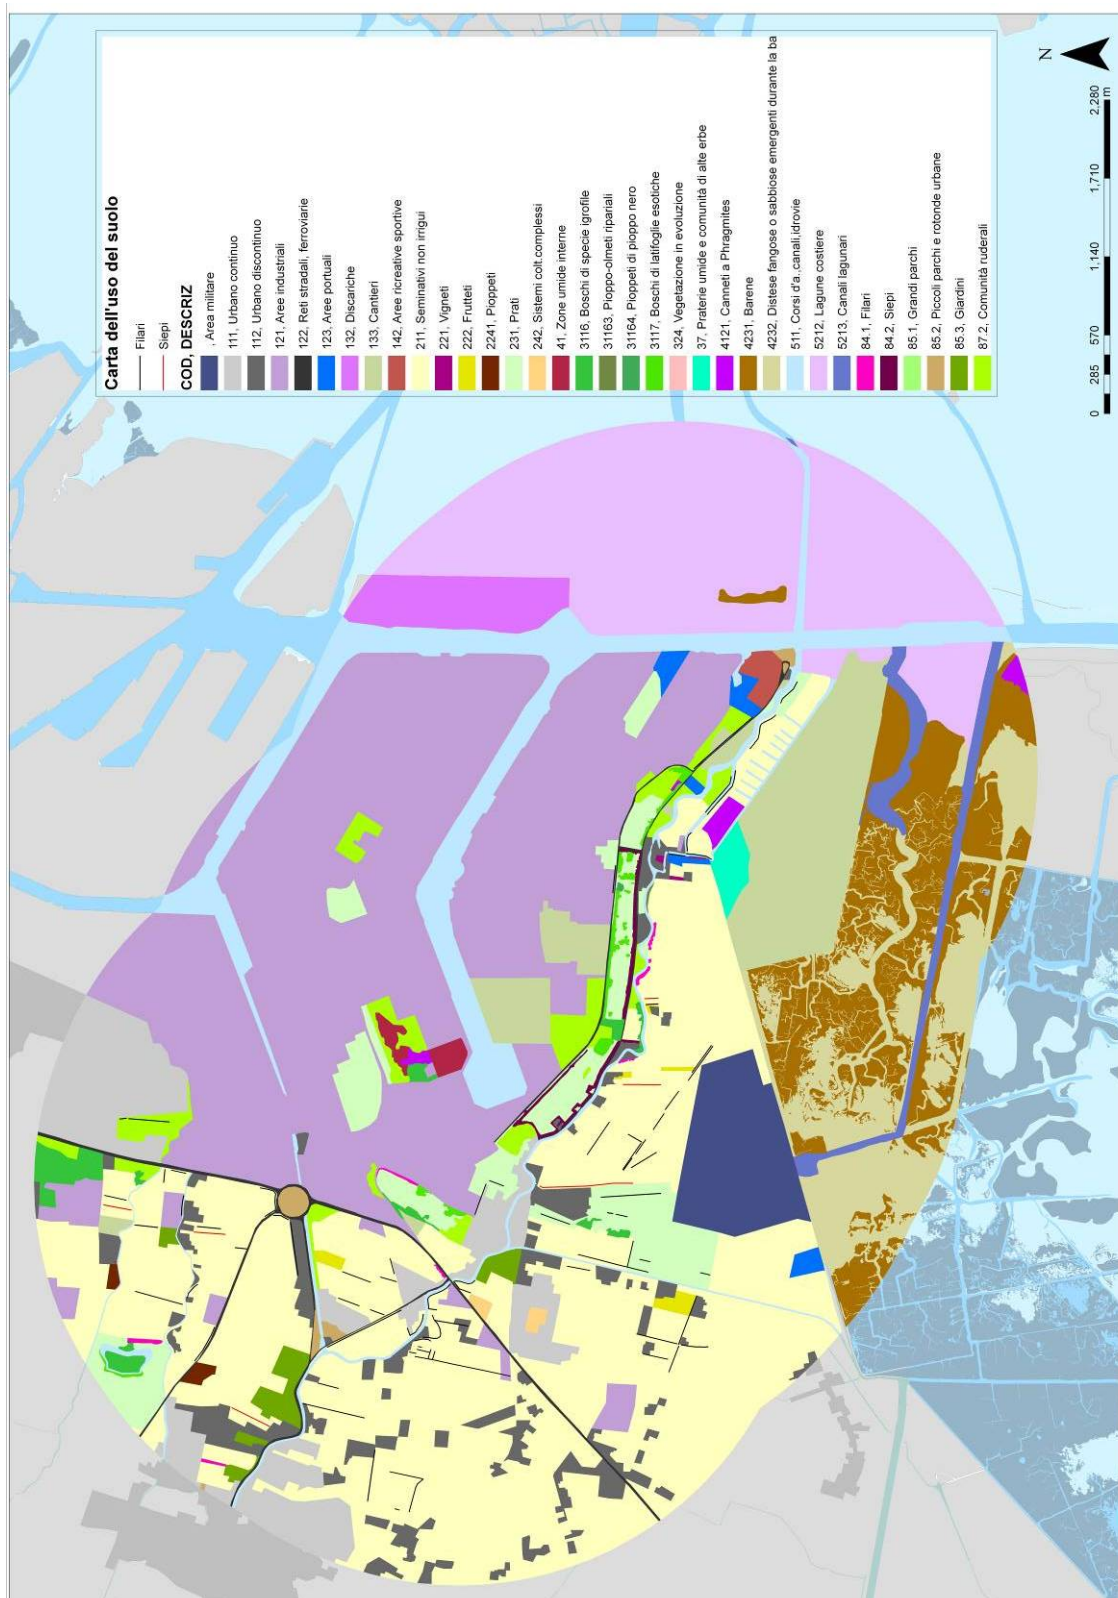 Carta dell'uso del suolo
Filari
Siepi
COD, DESCRIZ
, Area militare
111, Urbano continuo
112, Urbano discontinuo
121, Aree industriali
122, Reti stradali, ferroviarie
123, Aree portuali
132, Discariche
133, Cantieri
142, Aree ricreative sportive
211, Seminativi non irrigui
221, Vigneti
222, Frutteti
2241, Pioppeti
231, Prati
242, Sistemi colt.complessi
41, Zone umide interne
3116, Boschi di specie igrofile
31163, Pioppo-olmeti ripariali
31164, Pioppeti di pioppo nero
3117, Boschi di latifoglie esotiche
324, Vegetazione in evoluzione
37, Praterie umide e comunità di alte erbe
4121, Canneti a Phragmites
4231, Barene
4232, Distese fangose o sabbiose emergenti durante la ba
511, Corsi d'a.,canali,idrovie
5212, Lagune costiere
5213, Canali lagunari
84.1, Filari
84.2, Siepi
85.1, Grandi parchi
85.2, Piccoli parchi e rotonde urbane
85.3, Giardini
87.2, Comunità ruderali
N
0 285 570 1,140 1,710 2,280
m